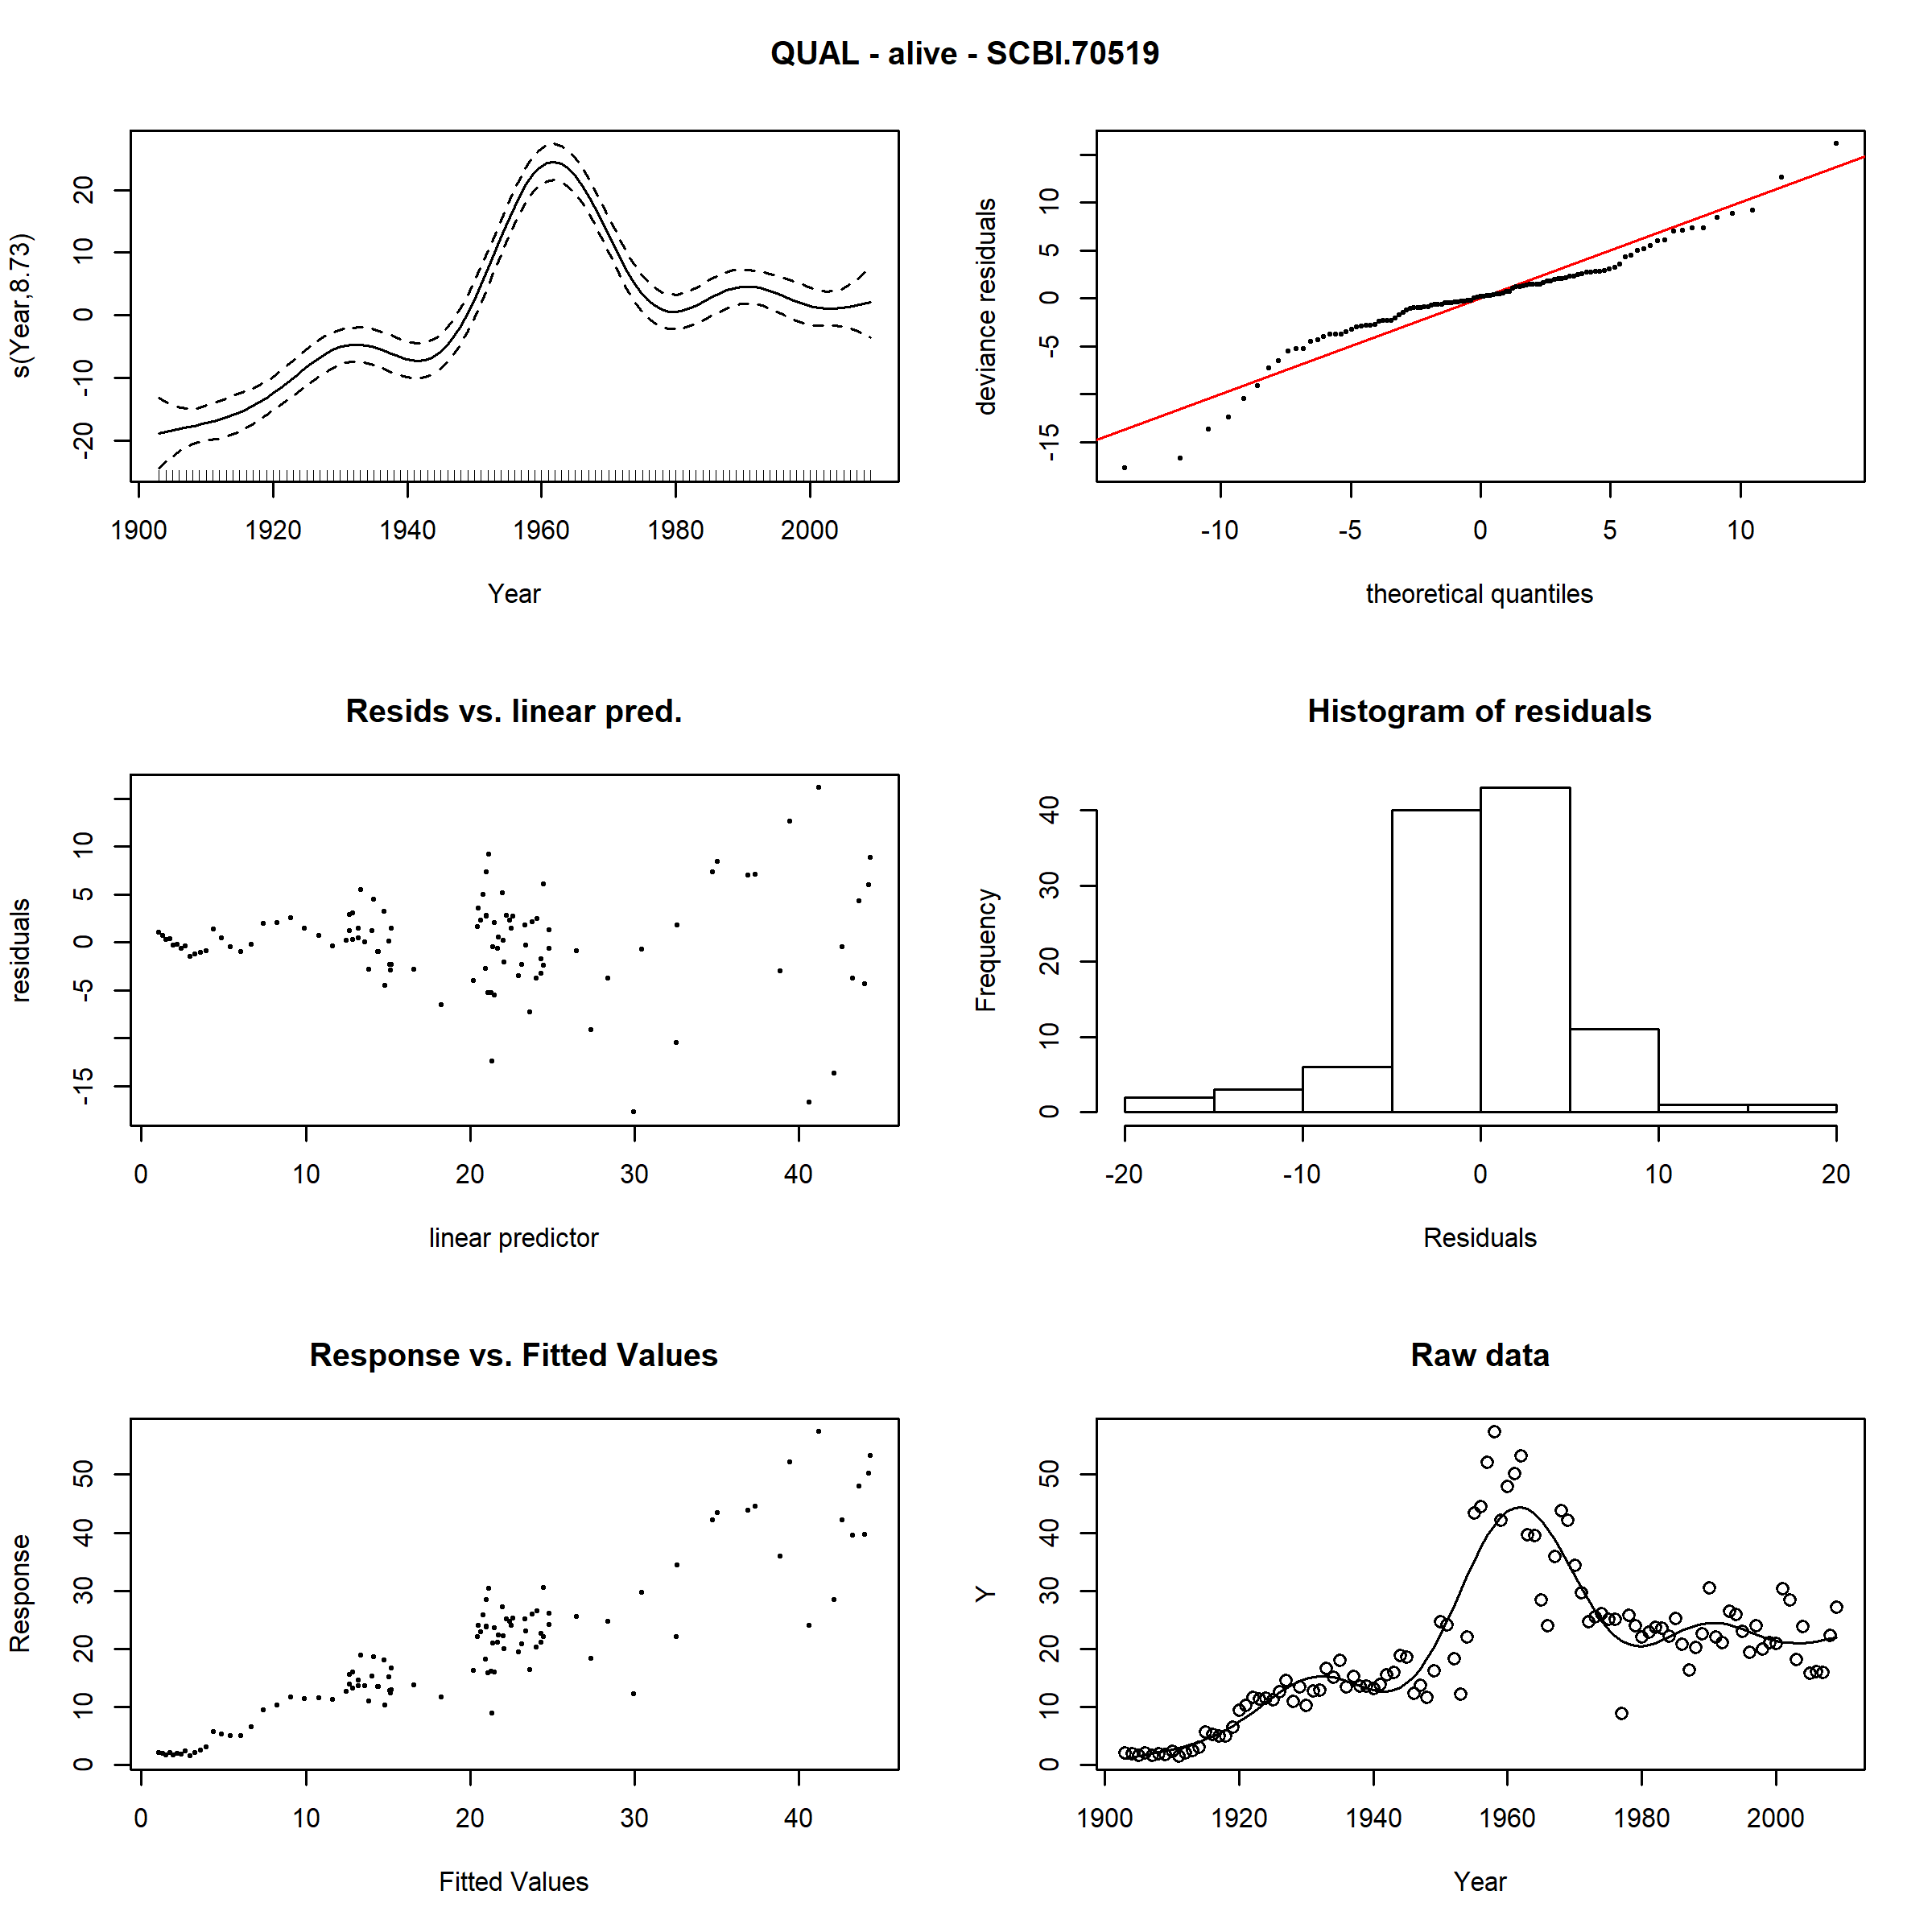 QUAL - alive - SCBI.70519
s(Year,8.73)
20
10
0
-10
-20
1900 1920 1940 1960 1980 2000
Year
deviance residuals
10
5
0
-5
-15
-10 -5 0 5 10
theoretical quantiles
Resids vs. linear pred.
residuals
10
5
0
-5
-15
0 10 20 30 40
linear predictor
Histogram of residuals
Frequency
40
30
20
10
0
-20 -10 0 10 20
Residuals
Response vs. Fitted Values
Response
50
40
30
20
10
0
0 10 20 30 40
Fitted Values
Raw data
Y
50
40
30
20
10
0
1900 1920 1940 1960 1980 2000
Year